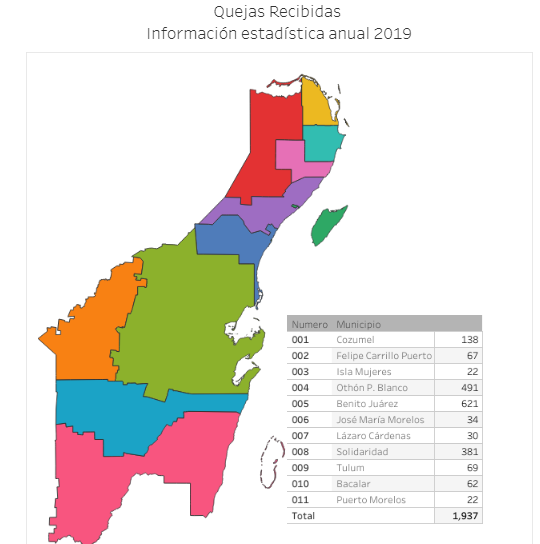 Quejas Recibidas
Información estadística anual 2019
Numero Municipio
001 Cozumel 138
002 Felipe Carrillo Puerto 67
003 Isla Mujeres 22
004 Othón P. Blanco 491
005 Benito Juárez 621
006 José María Morelos 34
007 Lázaro Cárdenas 30
008 Solidaridad 381
009 Tulum 69
010 Bacalar 62
011 Puerto Morelos 22
Total 1,937